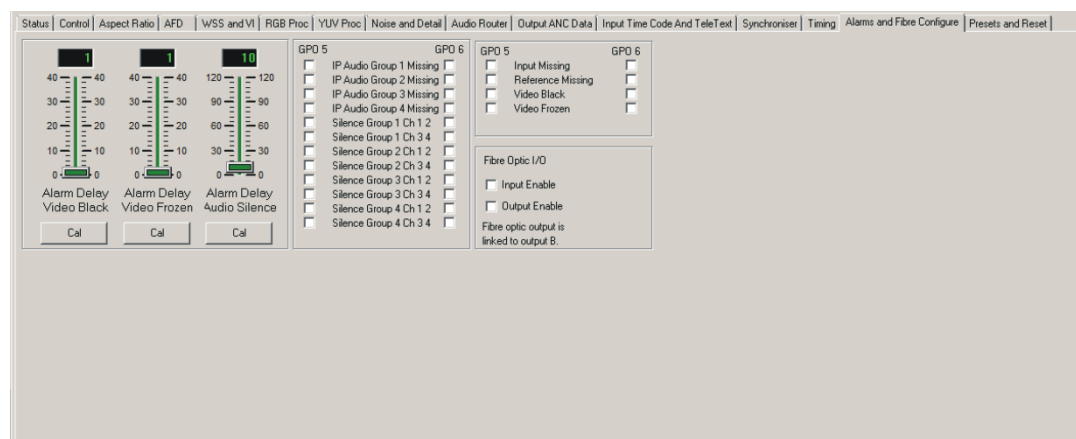 Status Control Aspect Ratio AFD WSS and VI RGB Proc YUV Proc Noise and Detail Audio Router Output ANC Data Input Time Code And TeleText Synchroniser Timing Alarms and Fibre Configure Presets and Reset
1 1 10
40 40 40 40 120 120
30 30 30 30 90 90
20 20 20 20 60 60
10 10 10 10 30 30
0 0 0 0 0 0
Alarm Delay Alarm Delay Alarm Delay
Video Black Video Frozen Audio Silence
Cal Cal Cal
GPO 5 GPO 6
IP Audio Group 1 Missing
IP Audio Group 2 Missing
IP Audio Group 3 Missing
IP Audio Group 4 Missing
Silence Group 1 Ch 1 2
Silence Group 1 Ch 3 4
Silence Group 2 Ch 1 2
Silence Group 2 Ch 3 4
Silence Group 3 Ch 1 2
Silence Group 3 Ch 3 4
Silence Group 4 Ch 1 2
Silence Group 4 Ch 3 4
GPO 5 GPO 6
Input Missing
Reference Missing
Video Black
Video Frozen
Fibre Optic I/O
Input Enable
Output Enable
Fibre optic output is
linked to output B.